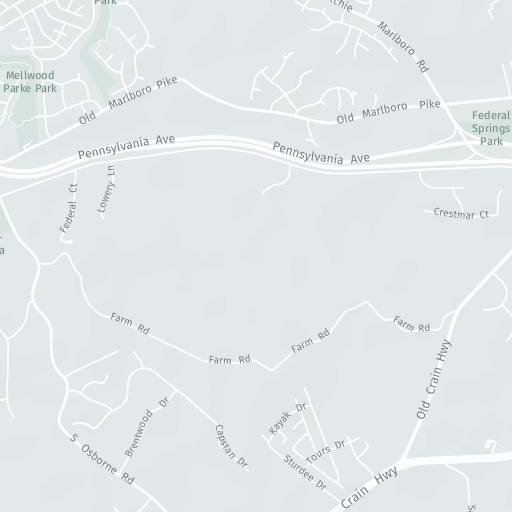 Park
chie
Marlboro Rd
Mellwood
Parke Park
Old Marlboro Pike
Old Marlboro Pike
Federal
Springs
Park
Pennsylvania Ave
Pennsylvania Ave
Lowery Ln
Federal Ct
Crestmar Ct
a
Farm Rd
Farm Rd
Farm Rd
Farm Rd
Old Crain Hwy
Kayak Dr
Brentwood Dr
Capstan Dr
Tours Dr
S Osborne Rd
Sturdee Dr
Crain Hwy
S